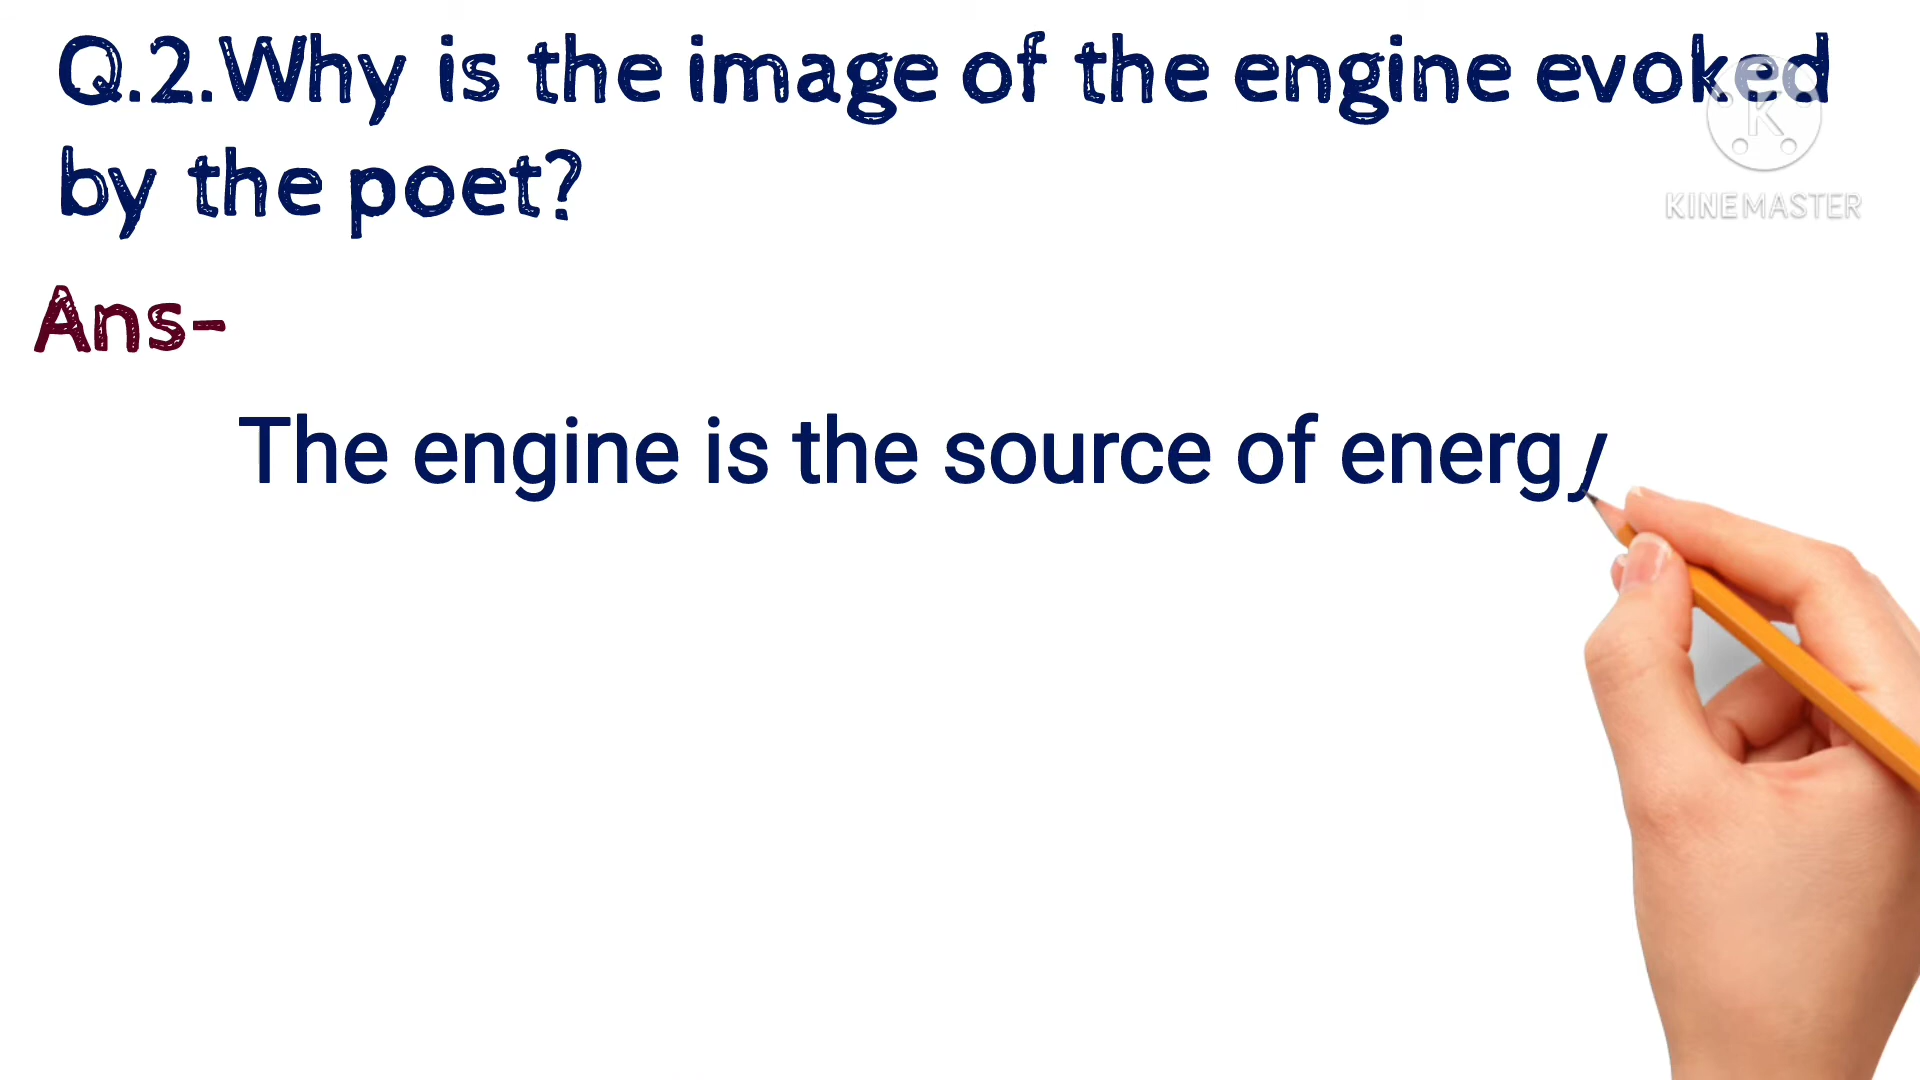 Q.2.Why is the image of the engine evoked
by the poet?
KINEMASTER
Ans-
The engine is the source of energy